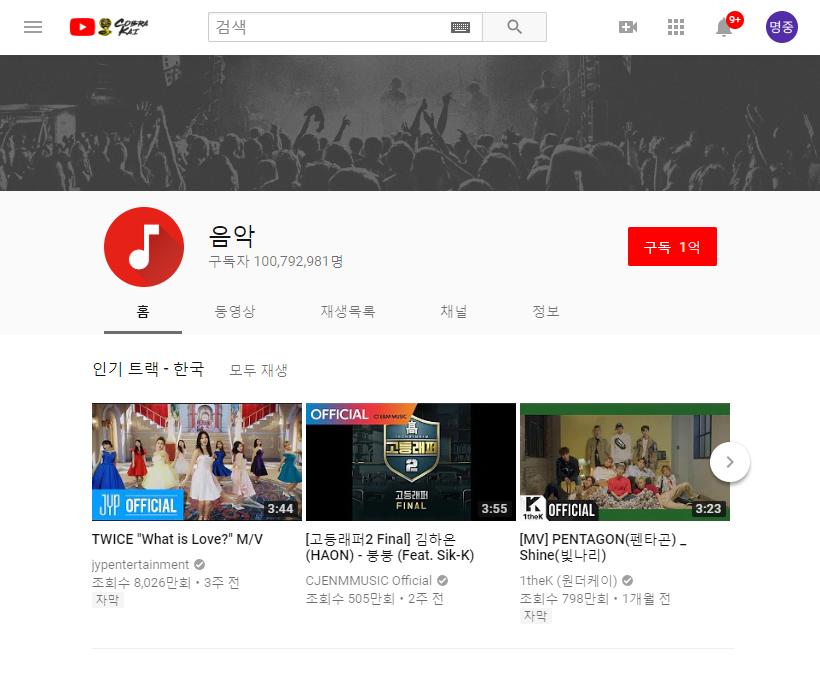 COBRA KAI
검색
9+
명중
음악
구독자 100,792,981명
구독 1억
홈
동영상
재생목록
채널
정보
인기 트랙 - 한국
모두 재생
JYP OFFICIAL
3:44
OFFICIAL CJENMMUSIC
高
고등래퍼
2
고등래퍼
FINAL
3:55
K
1theK
OFFICIAL
3:23
TWICE "What is Love?" M/V
jypentertainment
조회수 8,026만회 • 3주 전
자막
[고등래퍼2 Final] 김하온
(HAON) - 붕붕 (Feat. Sik-K)
CJENMMUSIC Official
조회수 505만회 • 2주 전
[MV] PENTAGON(펜타곤) _
Shine(빛나리)
1theK (원더케이)
조회수 798만회 • 1개월 전
자막